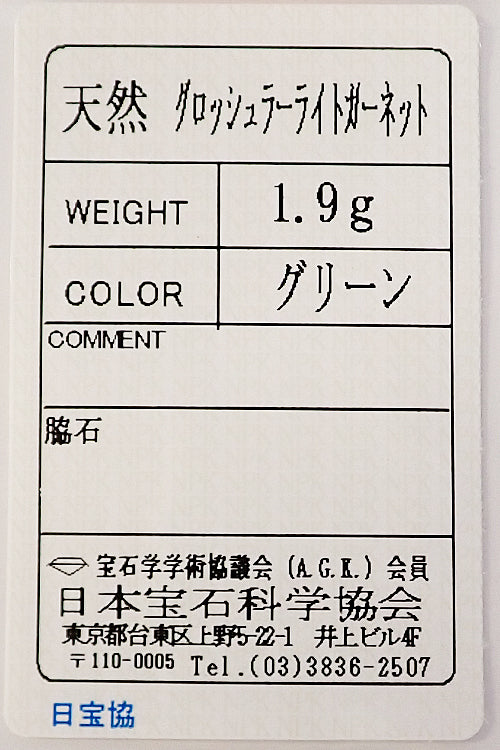 天然 グロッシュラーライトガーネット
WEIGHT 1.9g
COLOR グリーン
COMMENT
脇石
宝石学学術協議会（A.G.K.）会員
日本宝石科学協会
東京都台東区上野5-22-1 井上ビル4F
〒110-0005 Tel.(03)3836-2507
日宝協